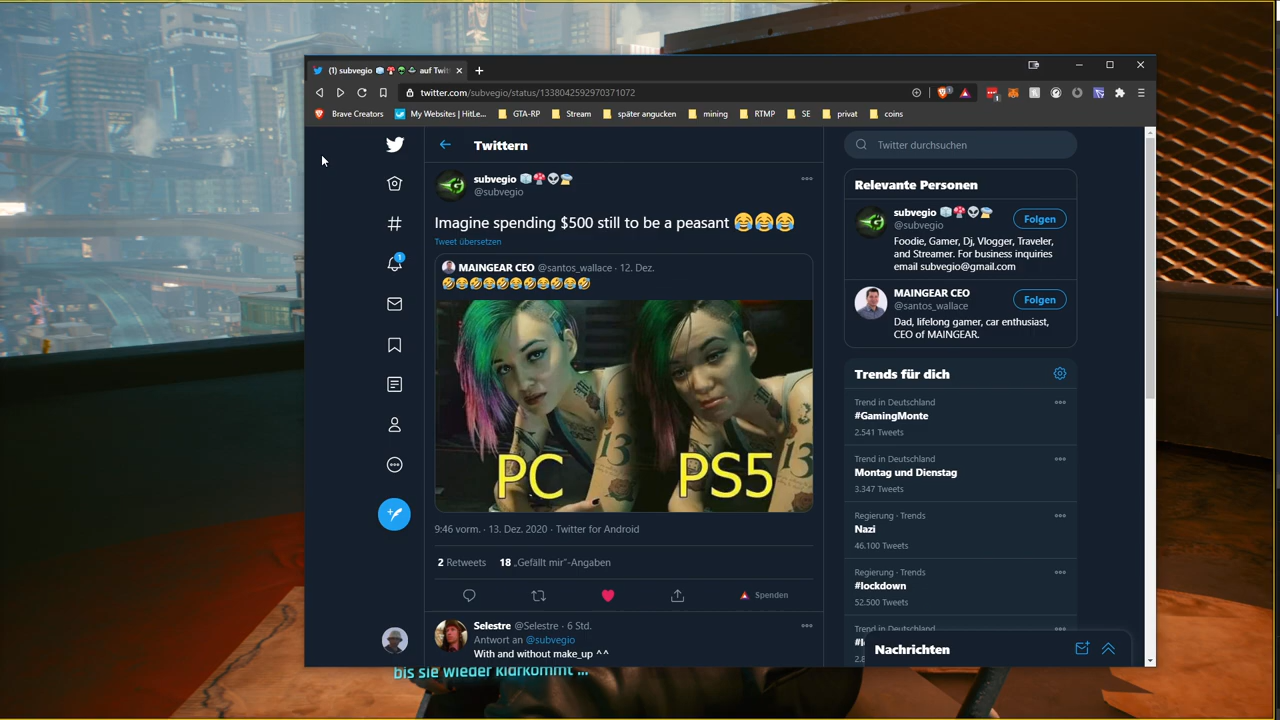 (1) subvegio 🧊🍄👽🛸 auf Twit
twitter.com/subvegio/status/1338042592970371072
Brave Creators
My Websites | HitLe...
GTA-RP
Stream
später angucken
mining
RTMP
SE
privat
coins
Twittern
subvegio 🧊🍄👽🛸
@subvegio
Imagine spending $500 still to be a peasant 😂😂😂
Tweet übersetzen
MAINGEAR CEO @santos_wallace · 12. Dez.
🤣😂🤣😂🤣😂🤣😂🤣😂🤣
PC
PS5
9:46 vorm. · 13. Dez. 2020 · Twitter for Android
2 Retweets 18 „Gefällt mir“-Angaben
Spenden
Selestre @Selestre · 6 Std.
Antwort an @subvegio
With and without make_up ^^
1
Twitter durchsuchen
Relevante Personen
subvegio 🧊🍄👽🛸
@subvegio
Folgen
Foodie, Gamer, Dj, Vlogger, Traveler,
and Streamer. For business inquiries
email subvegio@gmail.com
MAINGEAR CEO
@santos_wallace
Folgen
Dad, lifelong gamer, car enthusiast,
CEO of MAINGEAR.
Trends für dich
Trend in Deutschland
#GamingMonte
2.541 Tweets
Trend in Deutschland
Montag und Dienstag
3.347 Tweets
Regierung · Trends
Nazi
46.100 Tweets
Regierung · Trends
#lockdown
52.500 Tweets
Trend in Deutschland
Nachrichten
bis sie wieder klarkommt ...